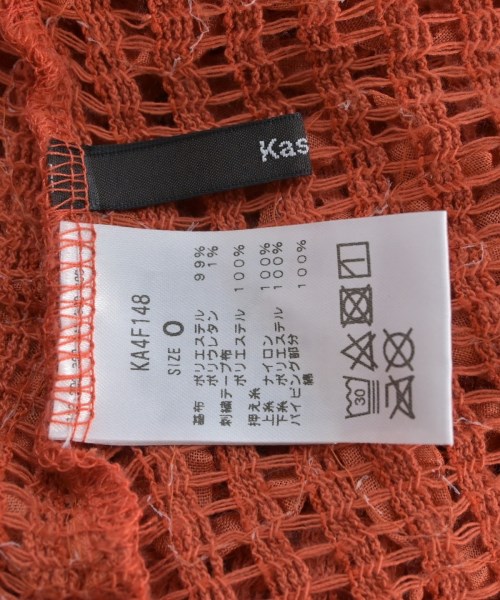 Kas
KA4F148
SIZE 0
基布 ポリエステル 99%
ポリウレタン 1%
刺繍テープ布
ポリエステル 100%
押え糸
上糸 ナイロン 100%
下糸 ポリエステル 100%
パイピング部分
綿 100%
30